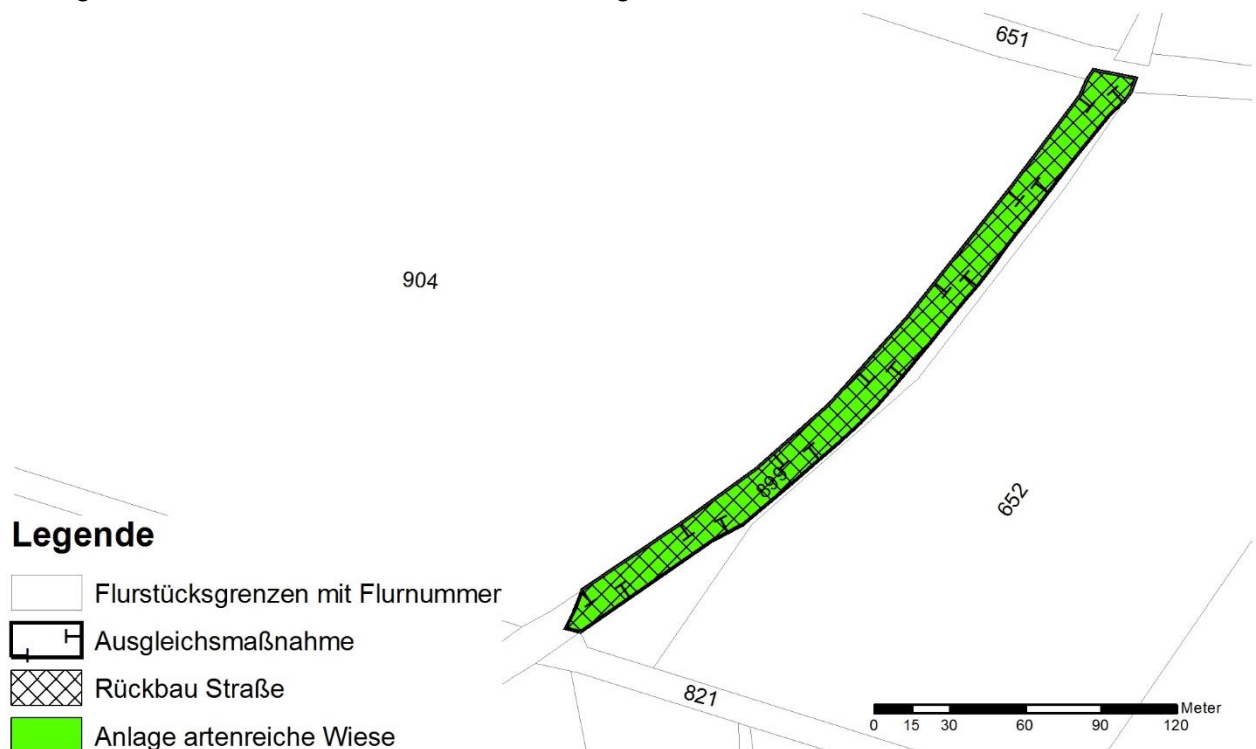 651
904
899
652
821
Legende
Flurstücksgrenzen mit Flurnummer
Ausgleichsmaßnahme
Rückbau Straße
Anlage artenreiche Wiese
Meter
0 15 30 60 90 120